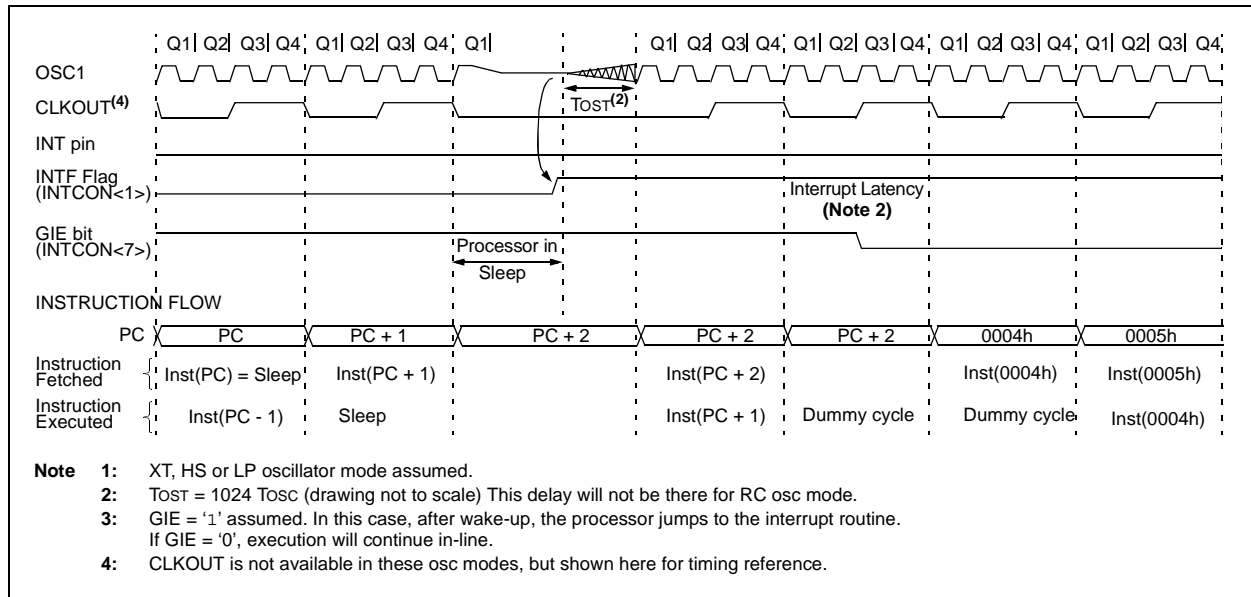 Q1 Q2 Q3 Q4 Q1 Q2 Q3 Q4 Q1 Q1 Q2 Q3 Q4 Q1 Q2 Q3 Q4 Q1 Q2 Q3 Q4 Q1 Q2 Q3 Q4
OSC1
TOST(2)
CLKOUT(4)
INT pin
INTF Flag
(INTCON<1>)
Interrupt Latency
(Note 2)
GIE bit
(INTCON<7>)
Processor in
Sleep
INSTRUCTION FLOW
PC PC PC + 1 PC + 2 PC + 2 PC + 2 0004h 0005h
Instruction
Fetched
Inst(PC) = Sleep Inst(PC + 1) Inst(PC + 2) Inst(0004h) Inst(0005h)
Instruction
Executed
Inst(PC - 1) Sleep Inst(PC + 1) Dummy cycle Dummy cycle Inst(0004h)
Note 1: XT, HS or LP oscillator mode assumed.
2: TOST = 1024 TOSC (drawing not to scale) This delay will not be there for RC osc mode.
3: GIE = ‘1’ assumed. In this case, after wake-up, the processor jumps to the interrupt routine.
If GIE = ‘0’, execution will continue in-line.
4: CLKOUT is not available in these osc modes, but shown here for timing reference.